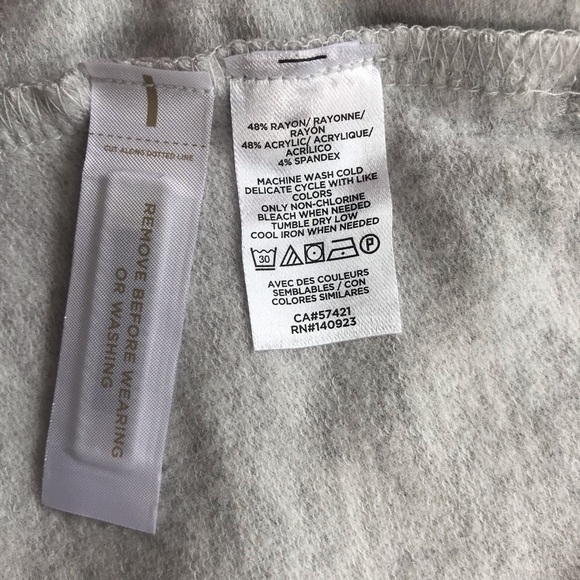 CUT ALONG DOTTED LINE
REMOVE BEFORE WEARING
OR WASHING
48% RAYON/ RAYONNE/
RAYON
48% ACRYLIC/ ACRYLIQUE/
ACRÍLICO
4% SPANDEX
MACHINE WASH COLD
DELICATE CYCLE WITH LIKE
COLORS
ONLY NON-CHLORINE
BLEACH WHEN NEEDED
TUMBLE DRY LOW
COOL IRON WHEN NEEDED
30 P
AVEC DES COULEURS
SEMBLABLES / CON
COLORES SIMILARES
CA#57421
RN#140923